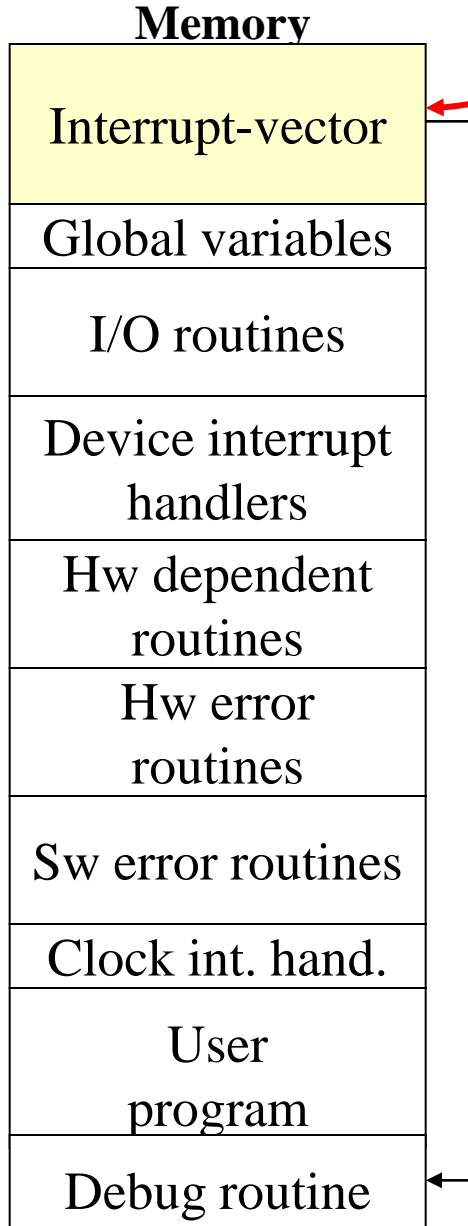 Memory
Interrupt-vector
Global variables
I/O routines
Device interrupt
handlers
Hw dependent
routines
Hw error
routines
Sw error routines
Clock int. hand.
User
program
Debug routine